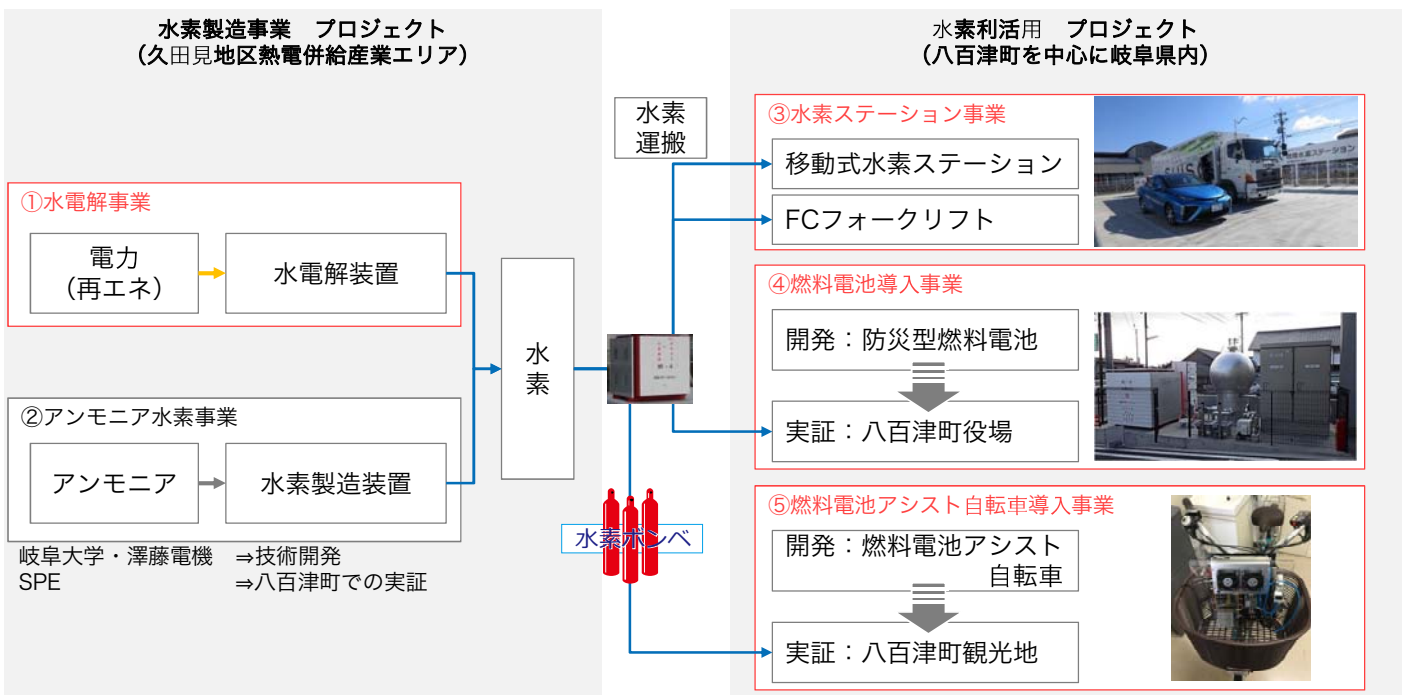 水素製造事業　プロジェクト
（久田見地区熱電併給産業エリア）
①水電解事業
電力
（再エネ）
水電解装置
②アンモニア水素事業
アンモニア
水素製造装置
岐阜大学・澤藤電機　⇒技術開発
SPE　⇒八百津町での実証
水素
水素
運搬
水素ボンベ
水素利活用　プロジェクト
（八百津町を中心に岐阜県内）
③水素ステーション事業
移動式水素ステーション
FCフォークリフト
④燃料電池導入事業
開発：防災型燃料電池
実証：八百津町役場
⑤燃料電池アシスト自転車導入事業
開発：燃料電池アシスト
自転車
実証：八百津町観光地